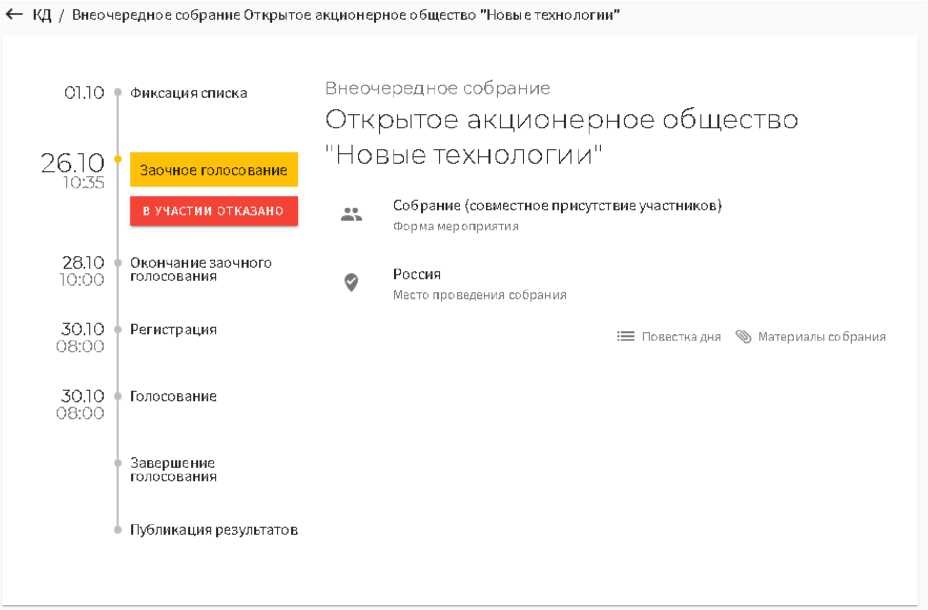 ← КД / Внеочередное собрание Открытое акционерное общество "Новые технологии"
01.10 Фиксация списка
26.10
10:35
Заочное голосование
В УЧАСТИИ ОТКАЗАНО
28.10
10:00
Окончание заочного
голосования
30.10
08:00
Регистрация
30.10
08:00
Голосование
Завершение
голосования
Публикация результатов
Внеочередное собрание
Открытое акционерное общество
"Новые технологии"
Собрание (совместное присутствие участников)
Форма мероприятия
Россия
Место проведения собрания
Повестка дня Материалы собрания